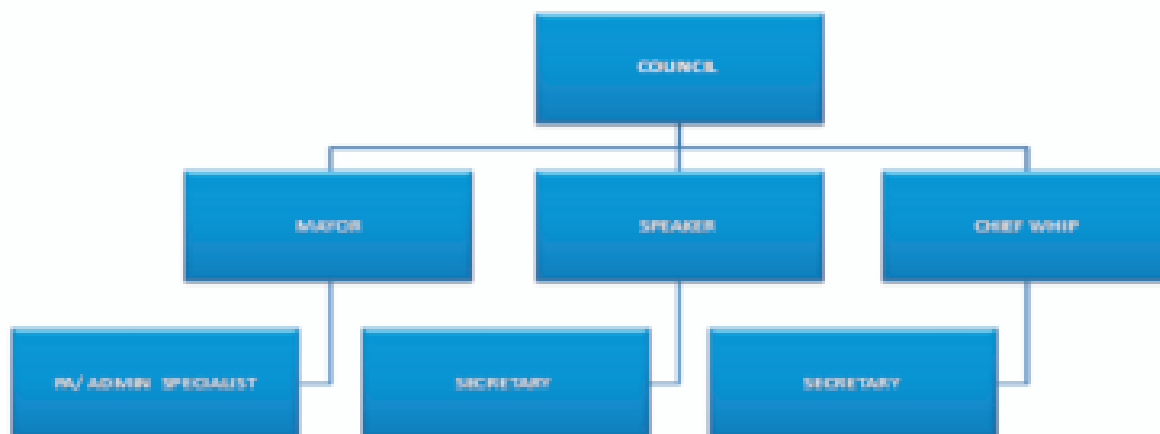 COUNCIL
MAYOR
SPEAKER
CHIEF WHIP
PA/ ADMIN SPECIALIST
SECRETARY
SECRETARY